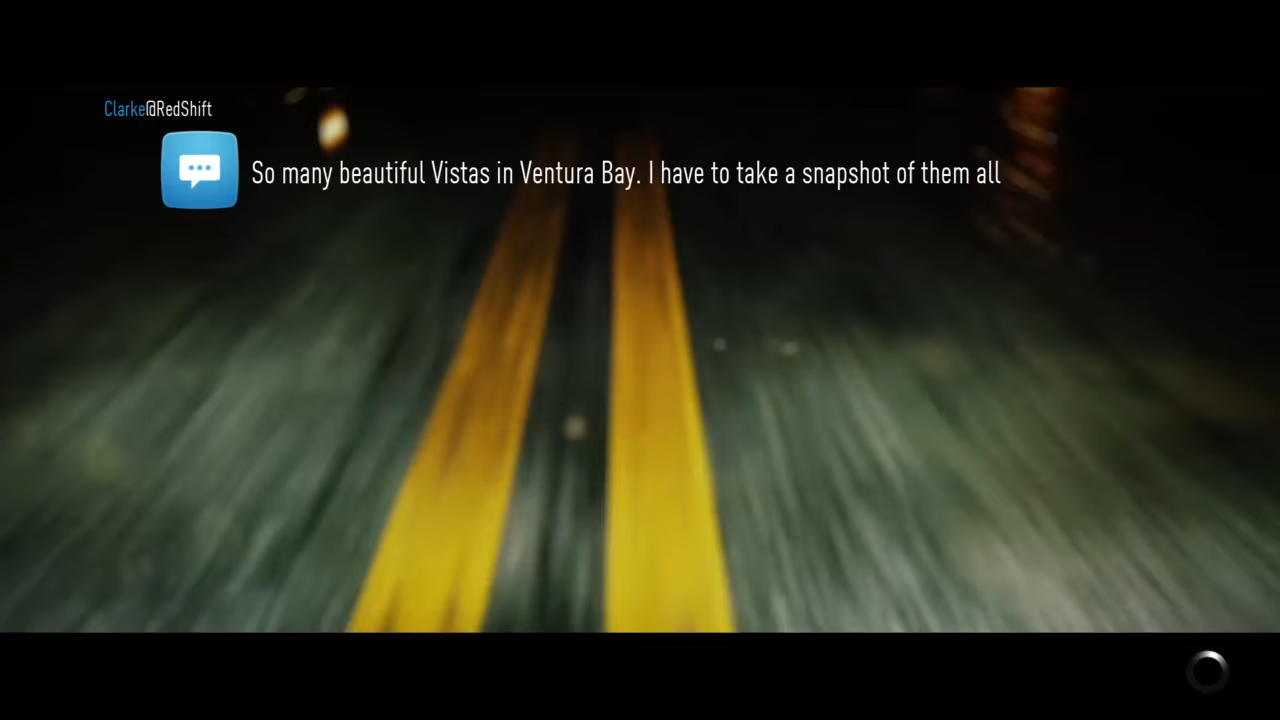 Clarke@RedShift
So many beautiful Vistas in Ventura Bay. I have to take a snapshot of them all